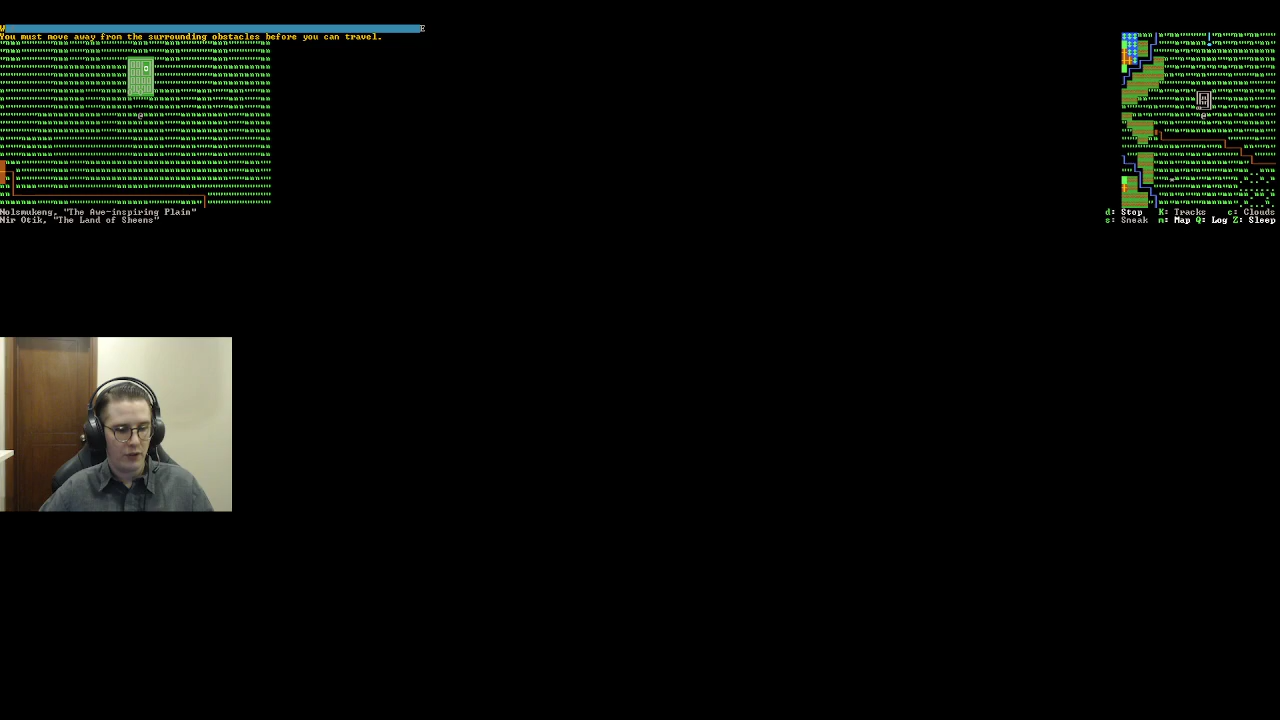 W E
You must move away from the surrounding obstacles before you can travel.
Nolsmukeng, "The Awe-inspiring Plain"
Nir Otik, "The Land of Sheens"
d: Stop K: Tracks c: Clouds
s: Sneak m: Map Q: Log Z: Sleep